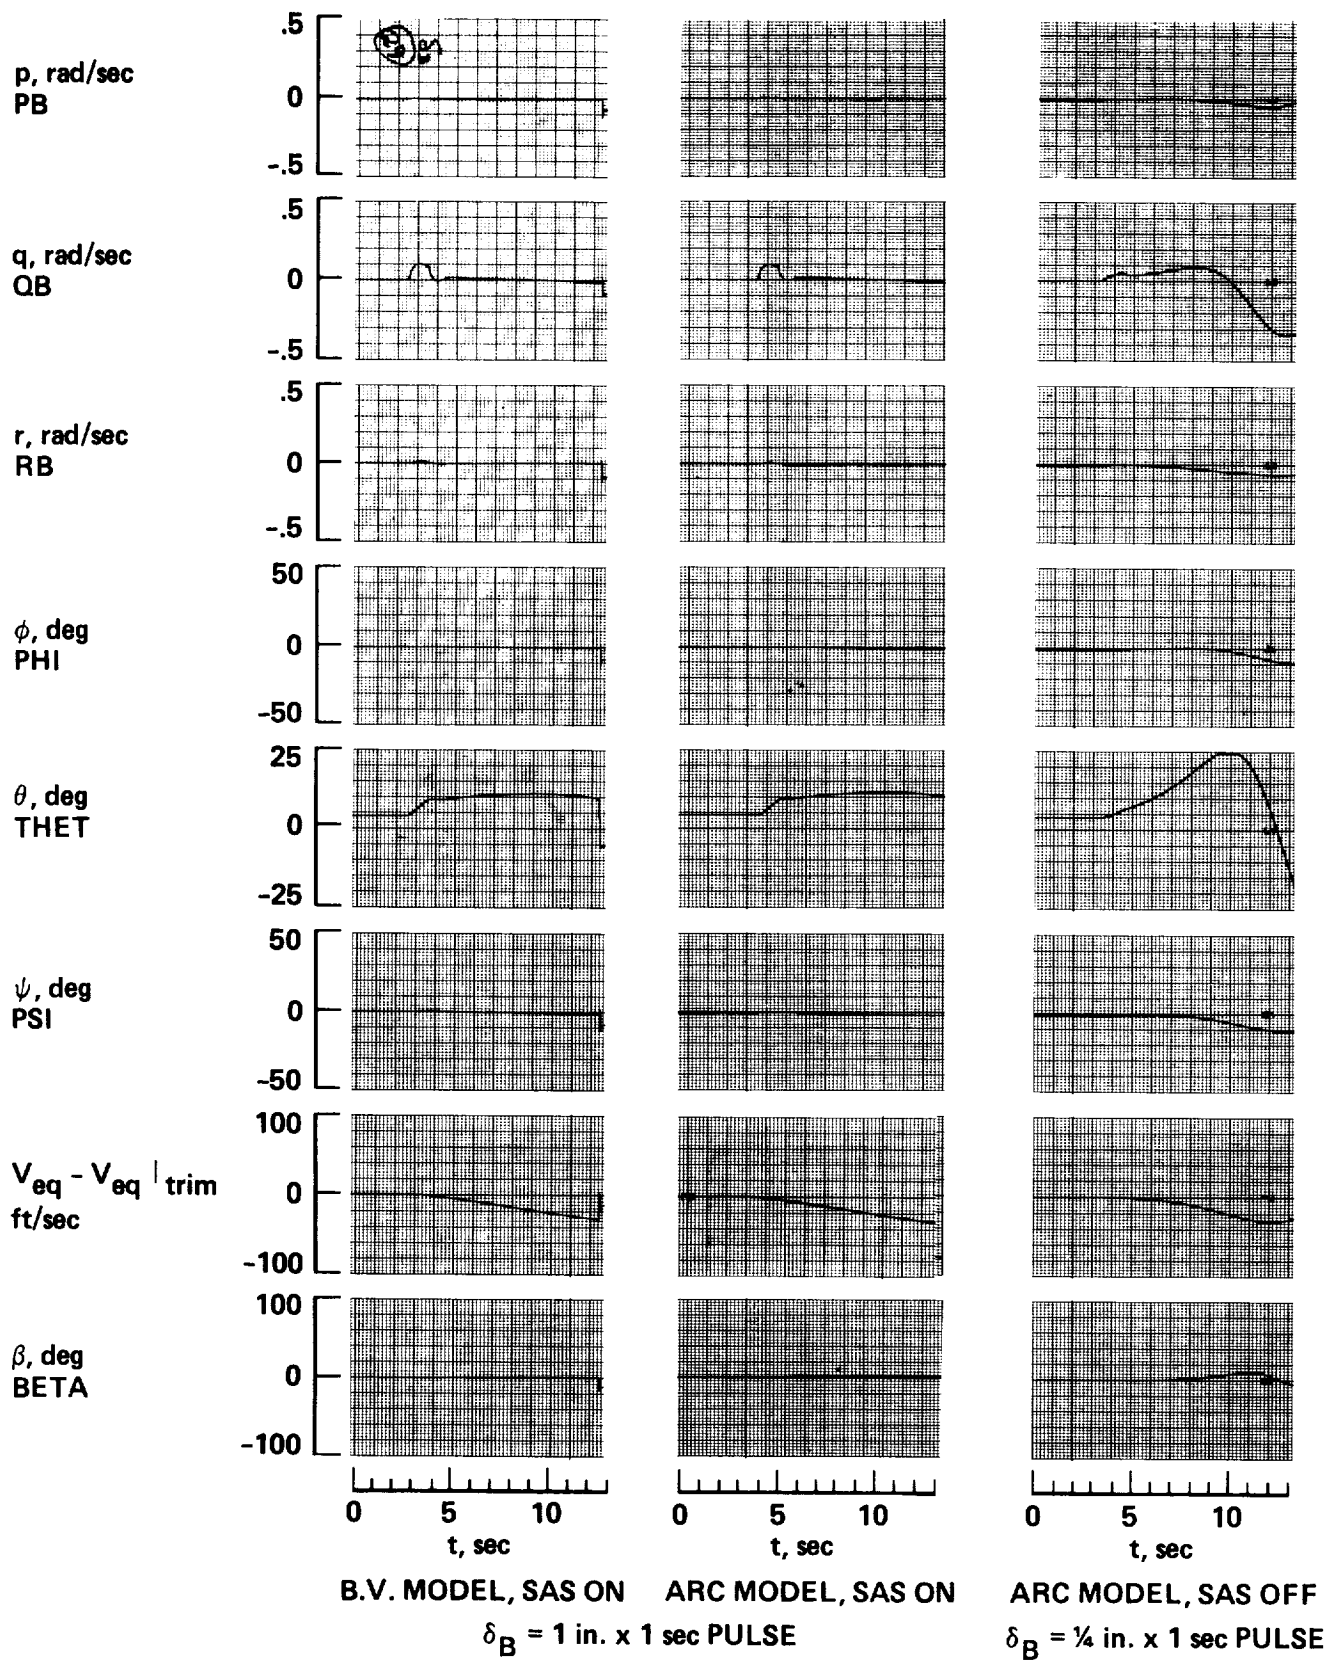 .5
p, rad/sec
PB
0
-.5
.5
q, rad/sec
QB
0
-.5
.5
r, rad/sec
RB
0
-.5
50
ϕ, deg
PHI
0
-50
25
θ, deg
THET
0
-25
50
ψ, deg
PSI
0
-50
100
V_eq - V_eq |_trim
ft/sec
0
-100
100
β, deg
BETA
0
-100
0 5 10
t, sec
0 5 10
t, sec
0 5 10
t, sec
B.V. MODEL, SAS ON
ARC MODEL, SAS ON
ARC MODEL, SAS OFF
δ_B = 1 in. x 1 sec PULSE
δ_B = ¼ in. x 1 sec PULSE